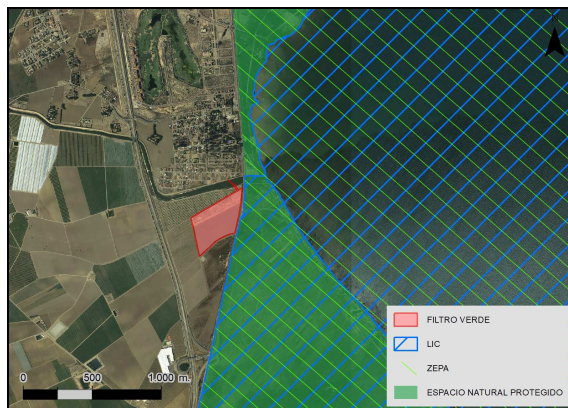 FILTRO VERDE
LIC
ZEPA
ESPACIO NATURAL PROTEGIDO
0 500 1.000 m.